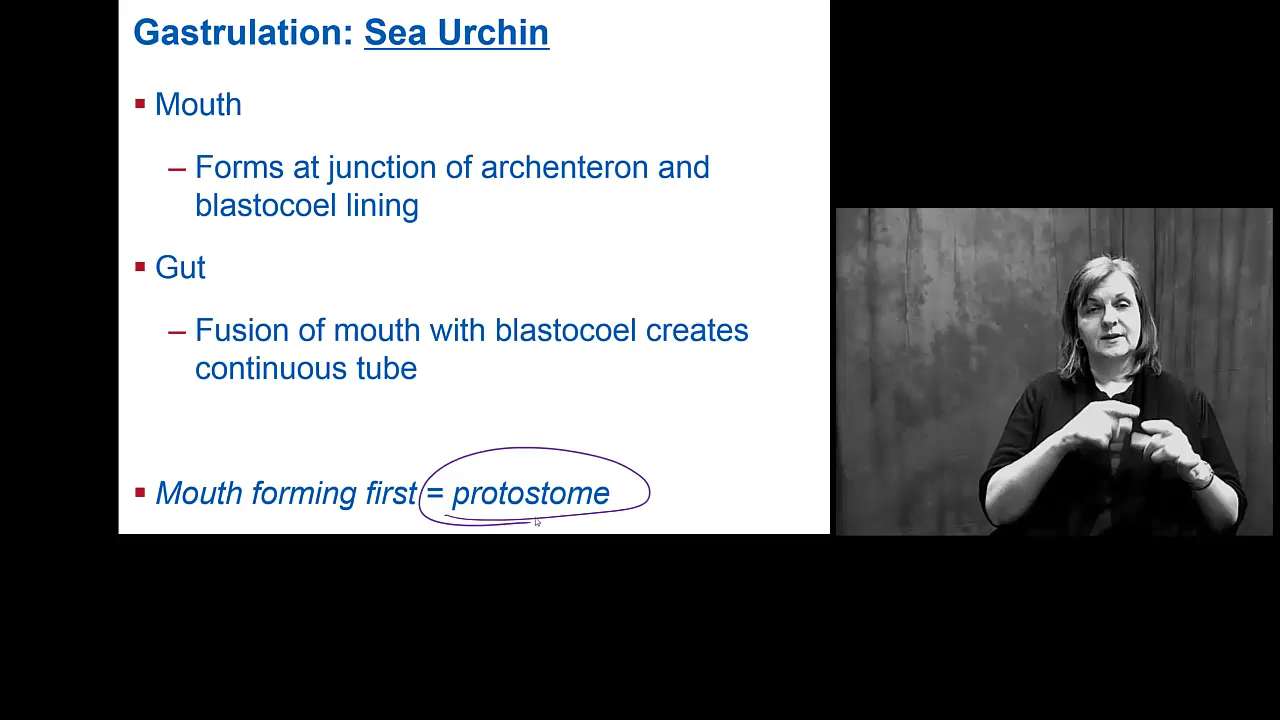 Gastrulation: Sea Urchin
▪ Mouth
– Forms at junction of archenteron and
blastocoel lining
▪ Gut
– Fusion of mouth with blastocoel creates
continuous tube
▪ Mouth forming first = protostome